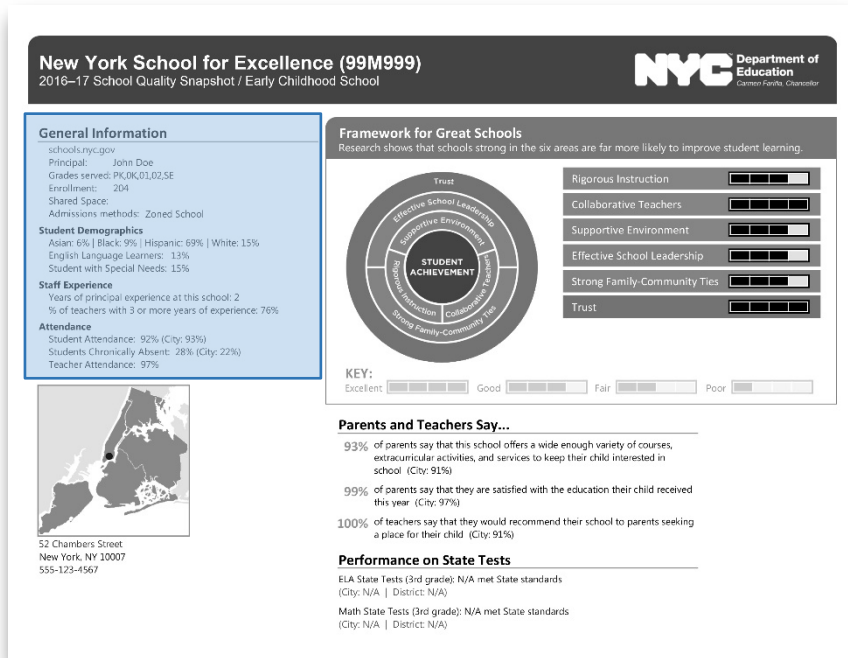 New York School for Excellence (99M999)
2016–17 School Quality Snapshot / Early Childhood School
NYC Department of
Education
Carmen Fariña, Chancellor
General Information
schools.nyc.gov
Principal: John Doe
Grades served: PK,0K,01,02,SE
Enrollment: 204
Shared Space:
Admissions methods: Zoned School
Student Demographics
Asian: 6% | Black: 9% | Hispanic: 69% | White: 15%
English Language Learners: 13%
Student with Special Needs: 15%
Staff Experience
Years of principal experience at this school: 2
% of teachers with 3 or more years of experience: 76%
Attendance
Student Attendance: 92% (City: 93%)
Students Chronically Absent: 28% (City: 22%)
Teacher Attendance: 97%
52 Chambers Street
New York, NY 10007
555-123-4567
Framework for Great Schools
Research shows that schools strong in the six areas are far more likely to improve student learning.
Trust
Effective School Leadership
Supportive Environment
STUDENT
ACHIEVEMENT
Rigorous Instruction
Collaborative Teachers
Strong Family-Community Ties
Rigorous Instruction
Collaborative Teachers
Supportive Environment
Effective School Leadership
Strong Family-Community Ties
Trust
KEY:
Excellent Good Fair Poor
Parents and Teachers Say...
93% of parents say that this school offers a wide enough variety of courses,
extracurricular activities, and services to keep their child interested in
school (City: 91%)
99% of parents say that they are satisfied with the education their child received
this year (City: 97%)
100% of teachers say that they would recommend their school to parents seeking
a place for their child (City: 91%)
Performance on State Tests
ELA State Tests (3rd grade): N/A met State standards
(City: N/A | District: N/A)
Math State Tests (3rd grade): N/A met State standards
(City: N/A | District: N/A)